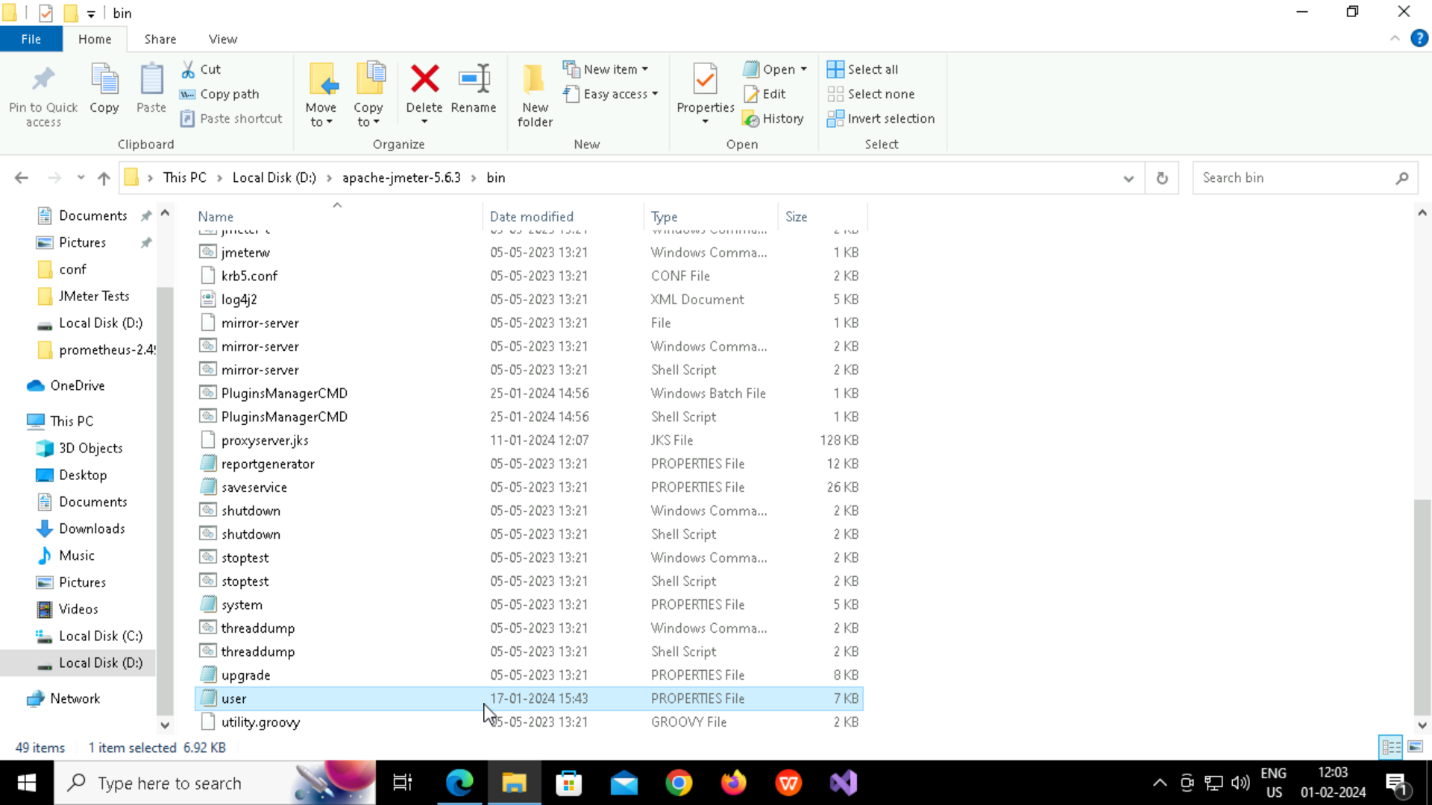 bin
File Home Share View
Pin to Quick access
Copy
Paste
Cut
Copy path
Paste shortcut
Clipboard
Move to
Copy to
Delete
Rename
Organize
New folder
New item
Easy access
New
Properties
Open
Edit
History
Open
Select all
Select none
Invert selection
Select
This PC Local Disk (D:) apache-jmeter-5.6.3 bin
Search bin
Documents
Pictures
conf
JMeter Tests
Local Disk (D:)
prometheus-2.49
OneDrive
This PC
3D Objects
Desktop
Documents
Downloads
Music
Pictures
Videos
Local Disk (C:)
Local Disk (D:)
Network
Name Date modified Type Size
jmeterw 05-05-2023 13:21 Windows Comma... 1 KB
krb5.conf 05-05-2023 13:21 CONF File 2 KB
log4j2 05-05-2023 13:21 XML Document 5 KB
mirror-server 05-05-2023 13:21 File 1 KB
mirror-server 05-05-2023 13:21 Windows Comma... 2 KB
mirror-server 05-05-2023 13:21 Shell Script 2 KB
PluginsManagerCMD 25-01-2024 14:56 Windows Batch File 1 KB
PluginsManagerCMD 25-01-2024 14:56 Shell Script 1 KB
proxyserver.jks 11-01-2024 12:07 JKS File 128 KB
reportgenerator 05-05-2023 13:21 PROPERTIES File 12 KB
saveservice 05-05-2023 13:21 PROPERTIES File 26 KB
shutdown 05-05-2023 13:21 Windows Comma... 2 KB
shutdown 05-05-2023 13:21 Shell Script 2 KB
stoptest 05-05-2023 13:21 Windows Comma... 2 KB
stoptest 05-05-2023 13:21 Shell Script 2 KB
system 05-05-2023 13:21 PROPERTIES File 5 KB
threaddump 05-05-2023 13:21 Windows Comma... 2 KB
threaddump 05-05-2023 13:21 Shell Script 2 KB
upgrade 05-05-2023 13:21 PROPERTIES File 8 KB
user 17-01-2024 15:43 PROPERTIES File 7 KB
utility.groovy 05-05-2023 13:21 GROOVY File 2 KB
49 items 1 item selected 6.92 KB
Type here to search
ENG
US
12:03
01-02-2024
1